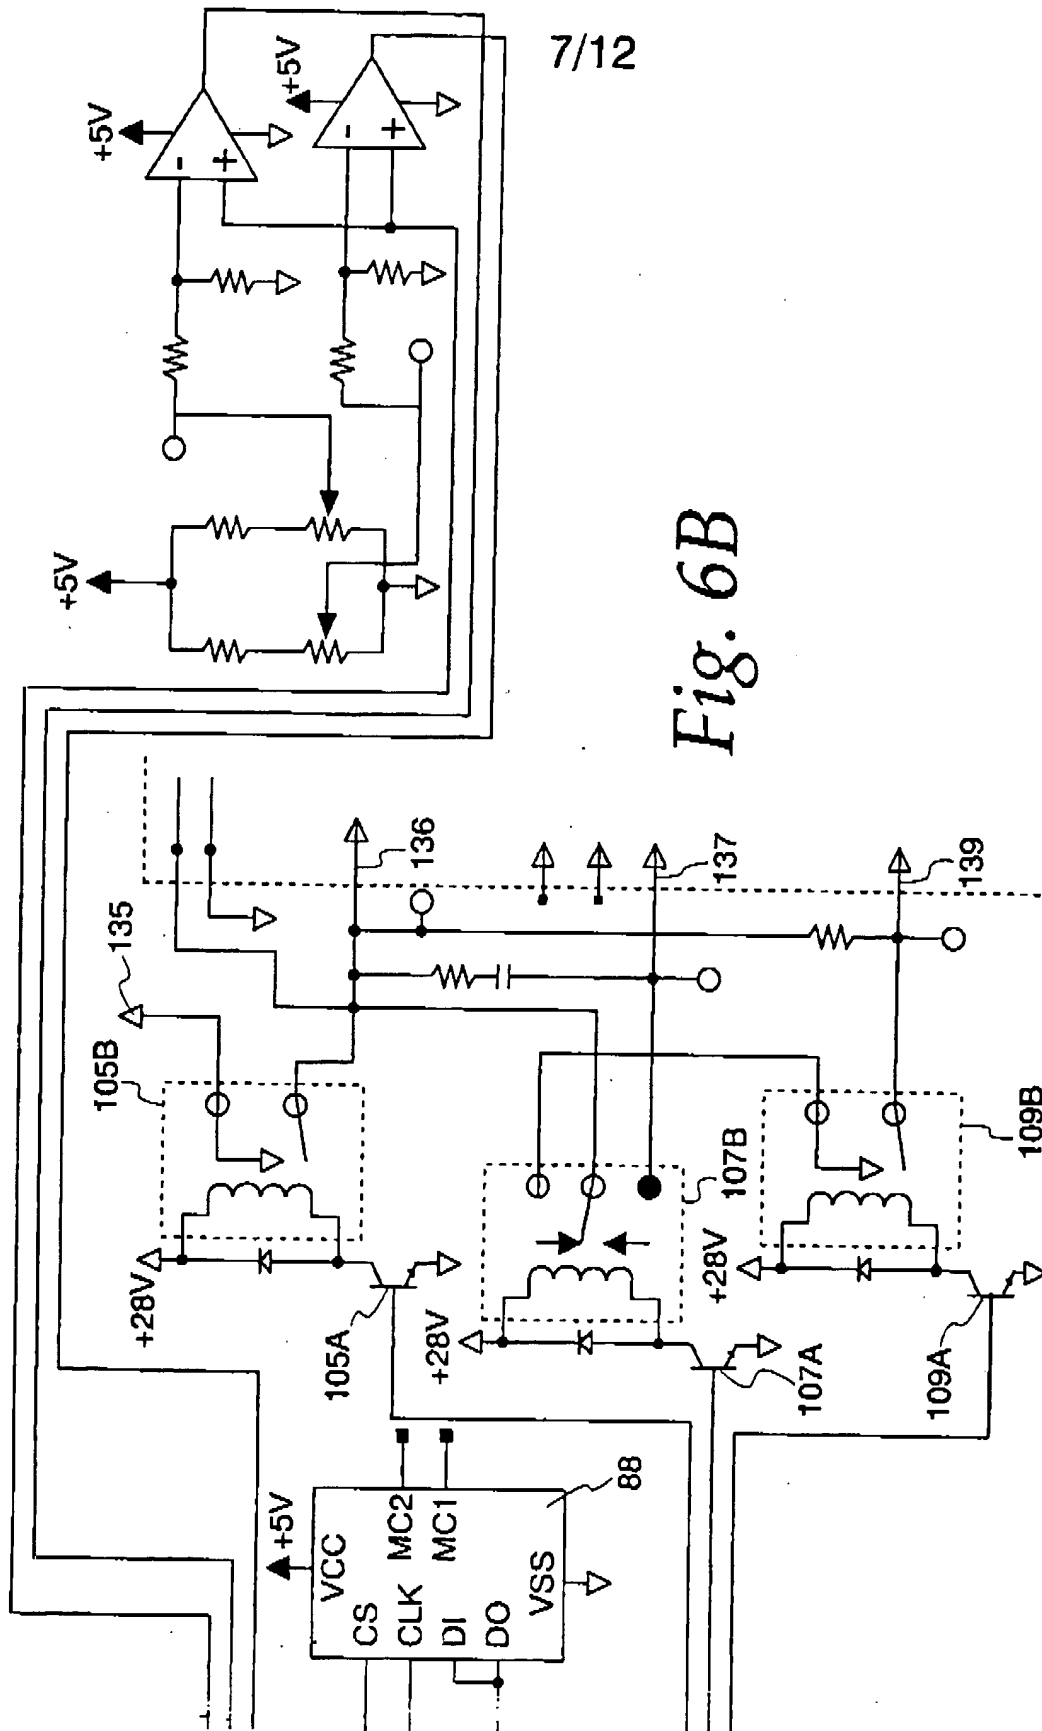 7/12
+5V
+5V
+5V
Fig. 6B
135
136
137
139
105B
107B
109B
+28V
+28V
+28V
105A
107A
109A
+5V
VCC
CS
CLK
DI
DO
MC2
MC1
VSS
88